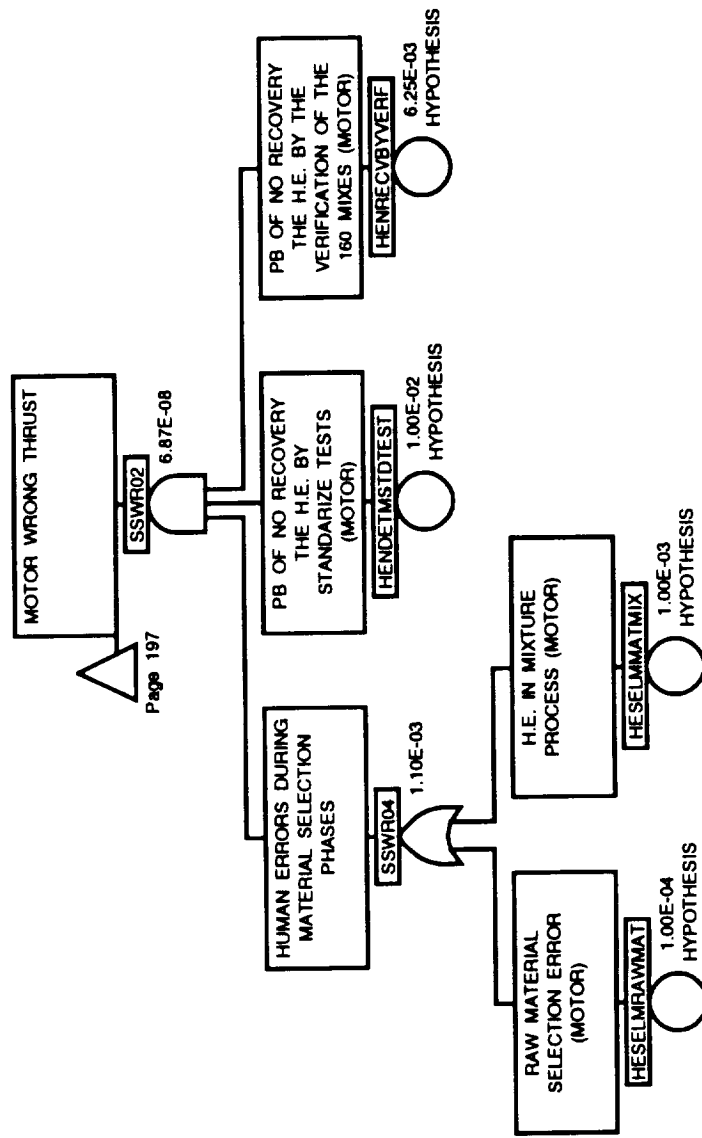 MOTOR WRONG THRUST
SSWR02
6.87E-08
Page 197
HUMAN ERRORS DURING
MATERIAL SELECTION
PHASES
SSWR04
1.10E-03
PB OF NO RECOVERY
THE H.E. BY
STANDARIZE TESTS
(MOTOR)
HENDETMSTDTEST
1.00E-02
HYPOTHESIS
PB OF NO RECOVERY
THE H.E. BY THE
VERIFICATION OF THE
160 MIXES (MOTOR)
HENRECVBYVERF
6.25E-03
HYPOTHESIS
RAW MATERIAL
SELECTION ERROR
(MOTOR)
HESELMRAWMAT
1.00E-04
HYPOTHESIS
H.E. IN MIXTURE
PROCESS (MOTOR)
HESELMMATMIX
1.00E-03
HYPOTHESIS